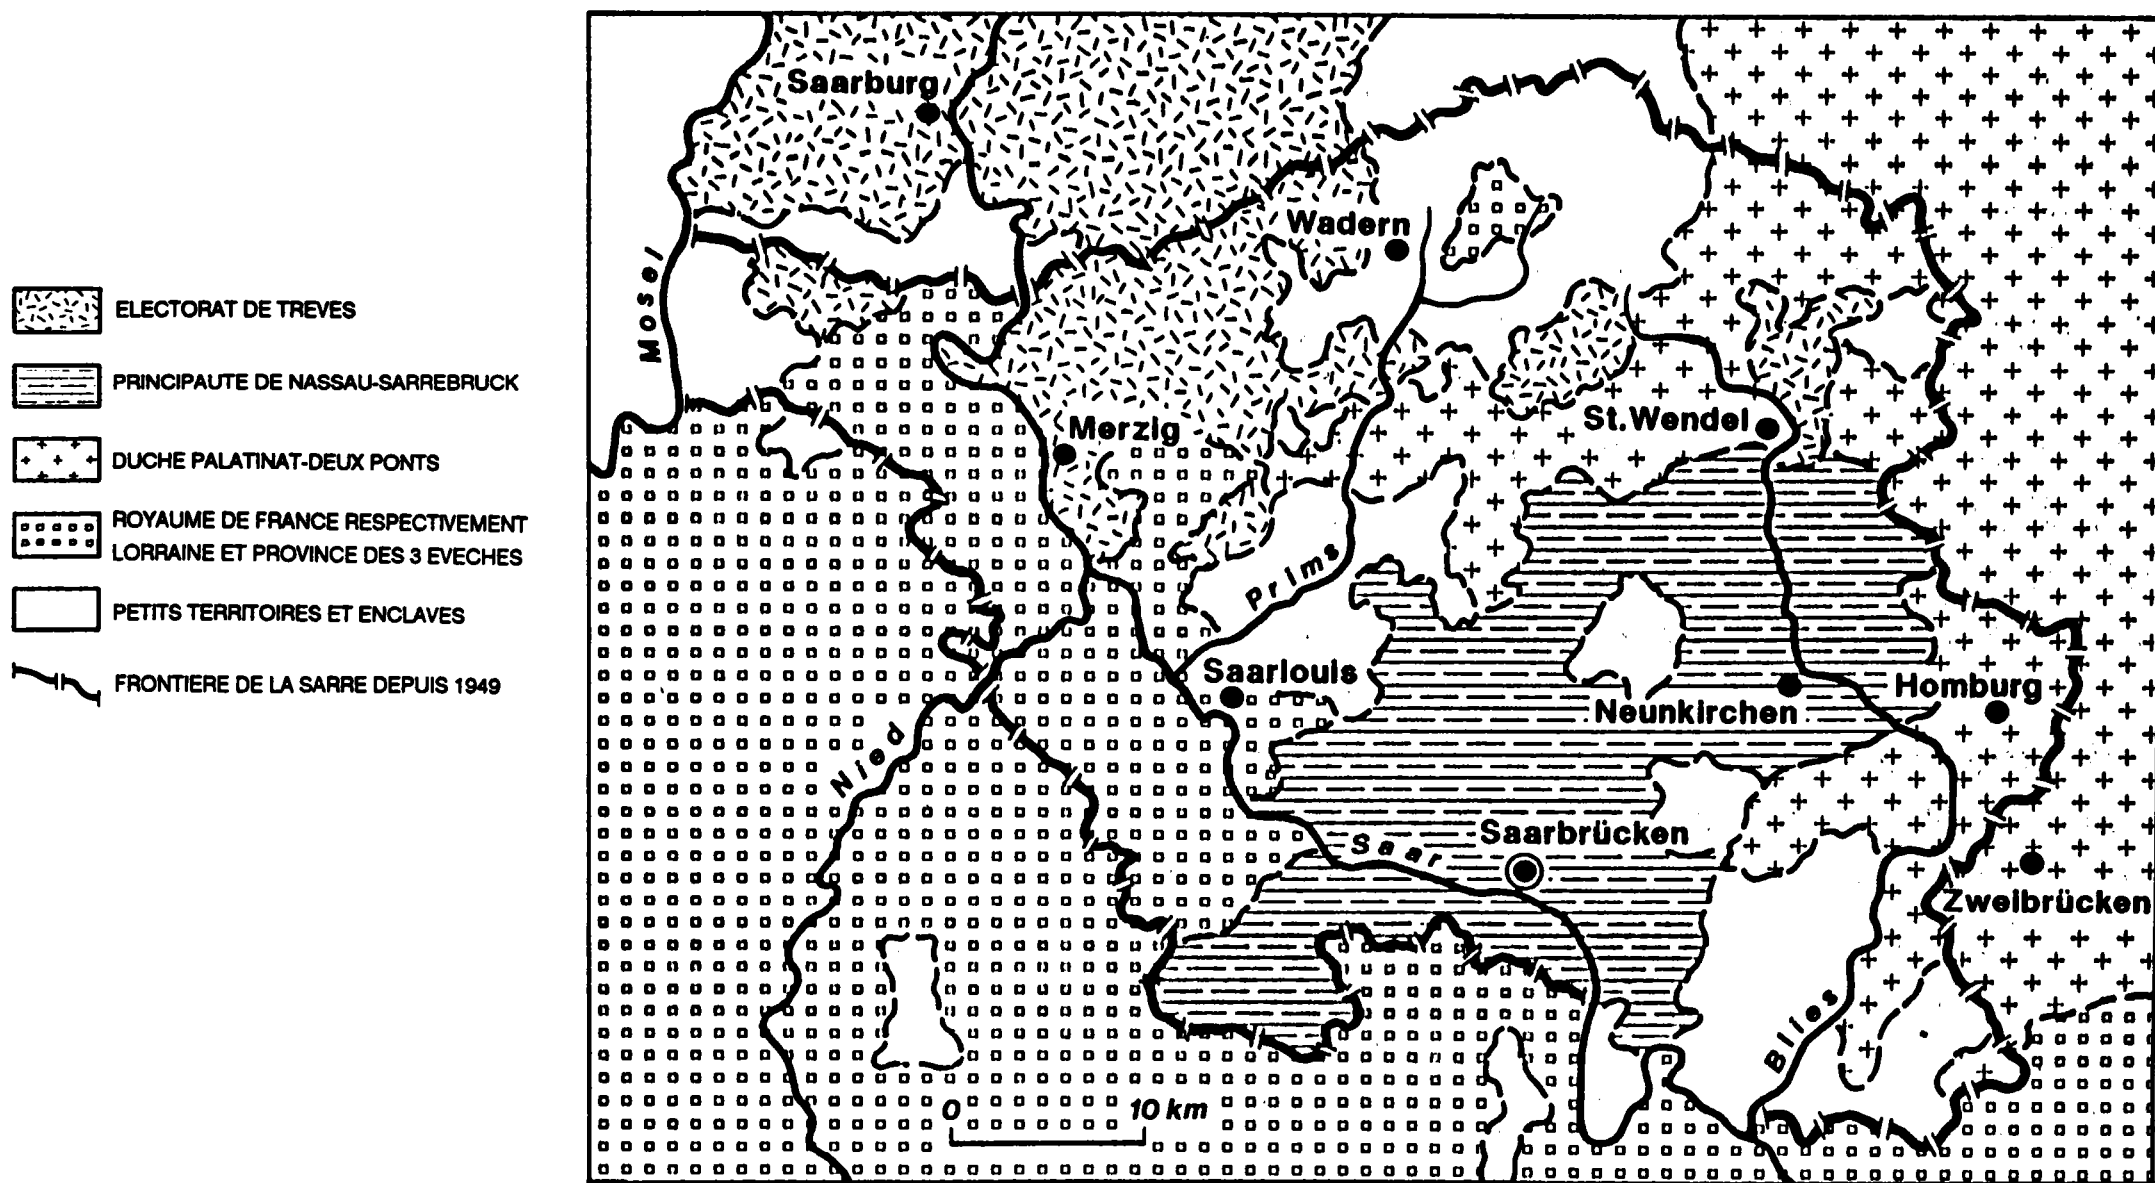 ELECTORAT DE TREVES
PRINCIPAUTE DE NASSAU-SARREBRUCK
DUCHE PALATINAT-DEUX PONTS
ROYAUME DE FRANCE RESPECTIVEMENT
LORRAINE ET PROVINCE DES 3 EVECHES
PETITS TERRITOIRES ET ENCLAVES
FRONTIERE DE LA SARRE DEPUIS 1949
Saarburg
Wadern
Mosel
Merzig
St.Wendel
Prims
Saarlouis
Homburg
Neunkirchen
Nied
Saarbrücken
Saar
Zweibrücken
Blies
0 10 km